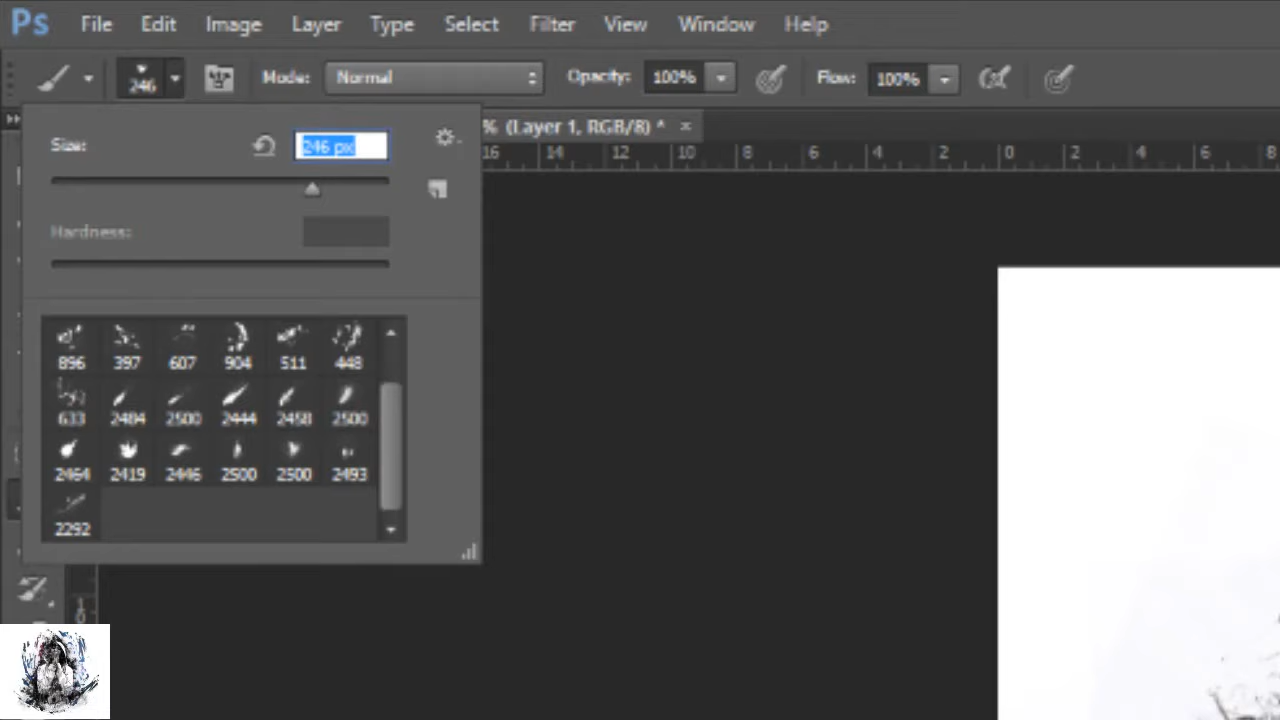 Ps File Edit Image Layer Type Select Filter View Window Help
246 Mode: Normal Opacity: 100% Flow: 100%
% (Layer 1, RGB/8) * ×
Size: 246 px
16 14 12 10 8 6 4 2 0 2 4 6 8
Hardness:
896 397 607 904 511 448
633 2484 2500 2444 2458 2500
2464 2419 2446 2500 2500 2493
2292